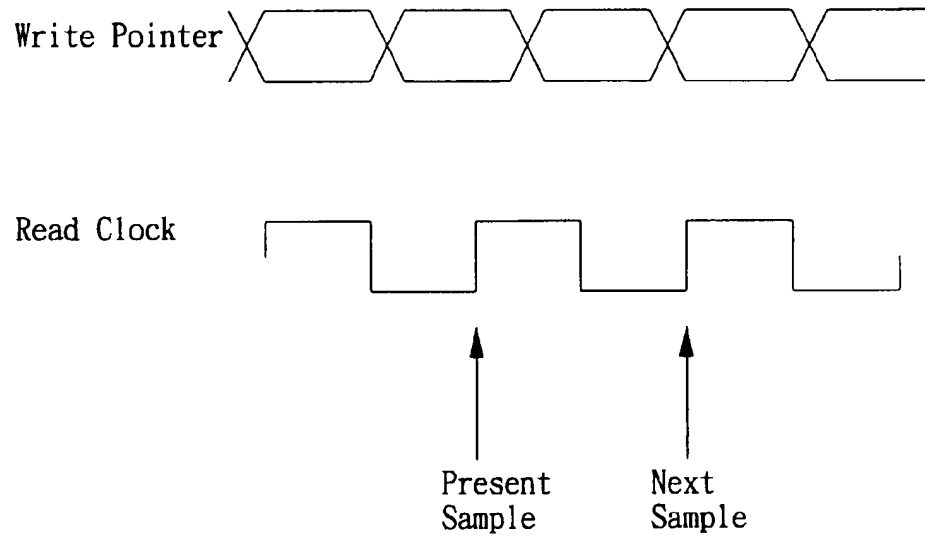 Write Pointer
Read Clock
Present
Sample
Next
Sample